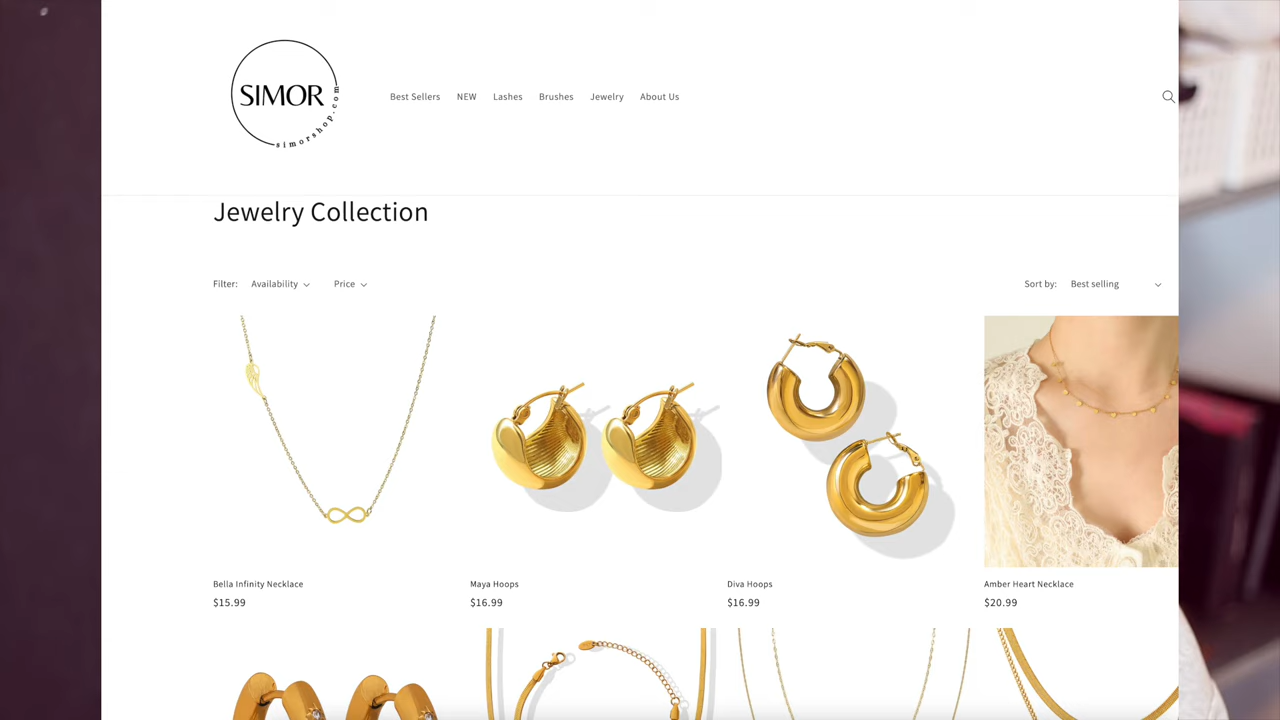 SIMOR
simorshop.com
Best Sellers NEW Lashes Brushes Jewelry About Us
Jewelry Collection
Filter: Availability Price Sort by: Best selling
Bella Infinity Necklace Maya Hoops Diva Hoops Amber Heart Necklace
$15.99 $16.99 $16.99 $20.99